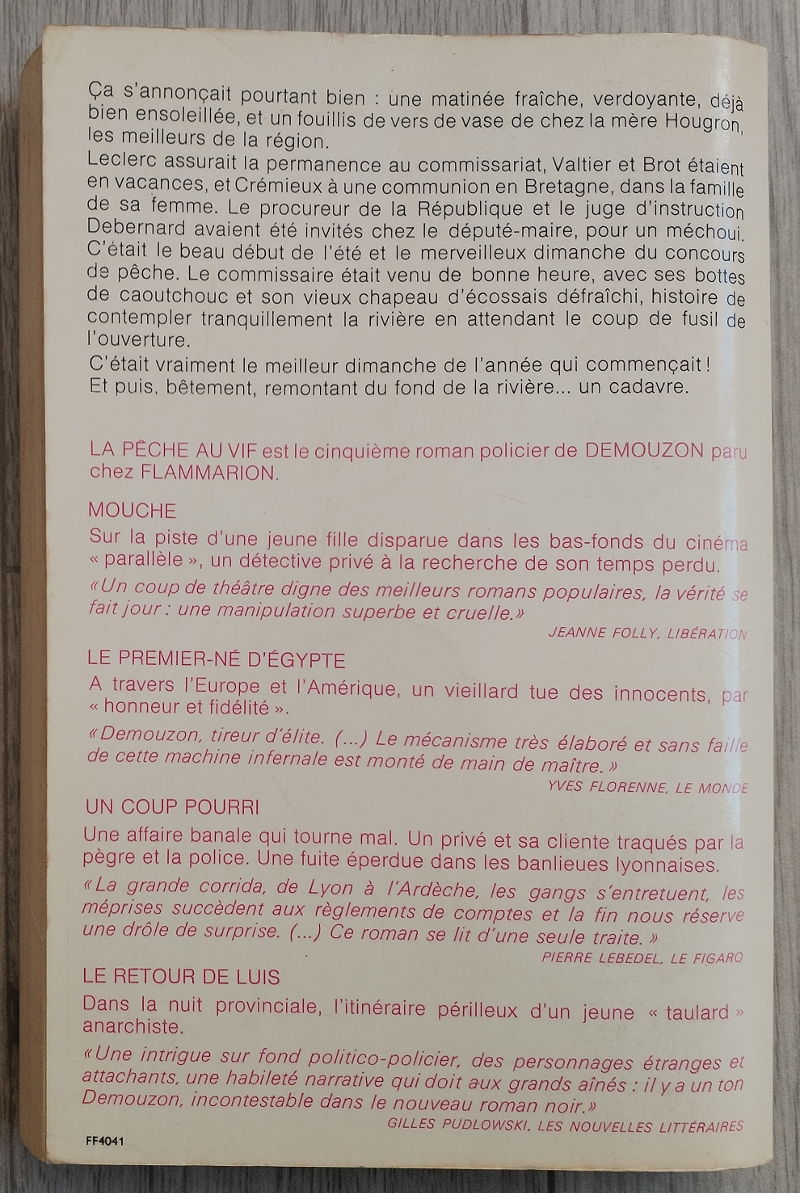 Ça s'annonçait pourtant bien : une matinée fraîche, verdoyante, déjà
bien ensoleillée, et un fouillis de vers de vase de chez la mère Hougron,
les meilleurs de la région.
Leclerc assurait la permanence au commissariat, Valtier et Brot étaient
en vacances, et Crémieux à une communion en Bretagne, dans la famille
de sa femme. Le procureur de la République et le juge d'instruction
Debernard avaient été invités chez le député-maire, pour un méchoui.
C'était le beau début de l'été et le merveilleux dimanche du concours
de pêche. Le commissaire était venu de bonne heure, avec ses bottes
de caoutchouc et son vieux chapeau d'écossais défraîchi, histoire de
contempler tranquillement la rivière en attendant le coup de fusil de
l'ouverture.
C'était vraiment le meilleur dimanche de l'année qui commençait !
Et puis, bêtement, remontant du fond de la rivière... un cadavre.
LA PÊCHE AU VIF est le cinquième roman policier de DEMOUZON paru
chez FLAMMARION.
MOUCHE
Sur la piste d'une jeune fille disparue dans les bas-fonds du cinéma
« parallèle », un détective privé à la recherche de son temps perdu.
«Un coup de théâtre digne des meilleurs romans populaires, la vérité se
fait jour : une manipulation superbe et cruelle.»
JEANNE FOLLY, LIBÉRATION
LE PREMIER-NÉ D'ÉGYPTE
A travers l'Europe et l'Amérique, un vieillard tue des innocents, par
« honneur et fidélité ».
«Demouzon, tireur d'élite. (...) Le mécanisme très élaboré et sans faille
de cette machine infernale est monté de main de maître. »
YVES FLORENNE, LE MONDE
UN COUP POURRI
Une affaire banale qui tourne mal. Un privé et sa cliente traqués par la
pègre et la police. Une fuite éperdue dans les banlieues lyonnaises.
«La grande corrida, de Lyon à l'Ardèche, les gangs s'entretuent, les
méprises succèdent aux règlements de comptes et la fin nous réserve
une drôle de surprise. (...) Ce roman se lit d'une seule traite. »
PIERRE LEBEDEL, LE FIGARO
LE RETOUR DE LUIS
Dans la nuit provinciale, l'itinéraire périlleux d'un jeune « taulard »
anarchiste.
«Une intrigue sur fond politico-policier, des personnages étranges et
attachants, une habileté narrative qui doit aux grands aînés : il y a un ton
Demouzon, incontestable dans le nouveau roman noir.»
GILLES PUDLOWSKI, LES NOUVELLES LITTÉRAIRES
FF4041